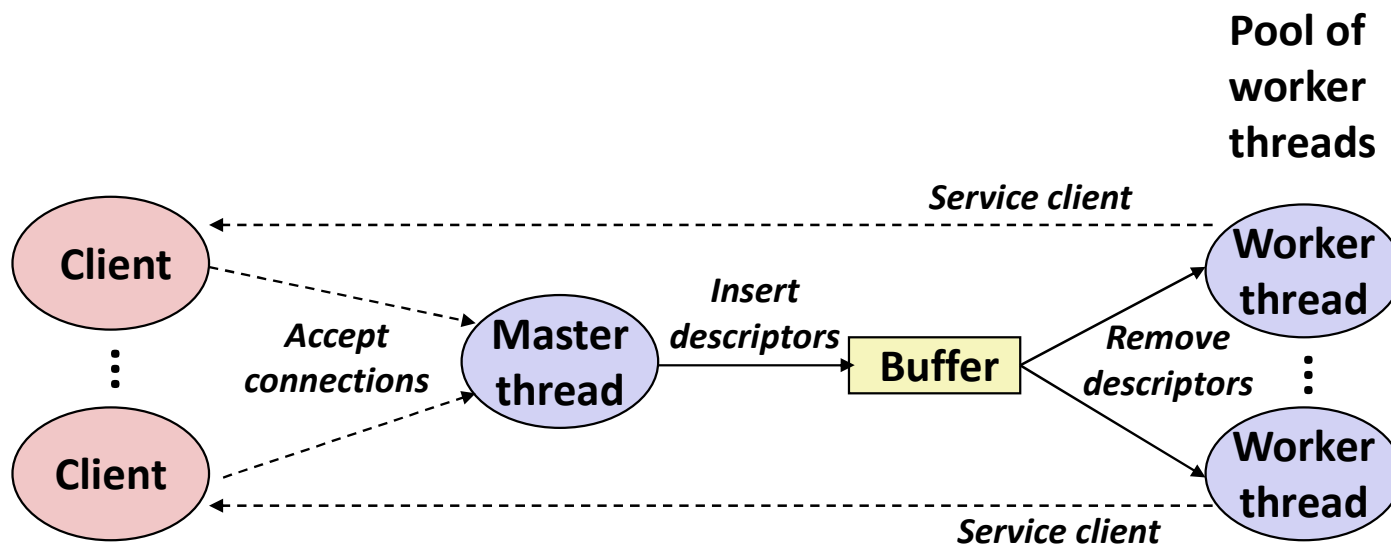 Pool of
worker
threads
Service client
Client
Worker
thread
Insert
descriptors
Accept
connections
Master
thread
Buffer
Remove
descriptors
Client
Worker
thread
Service client